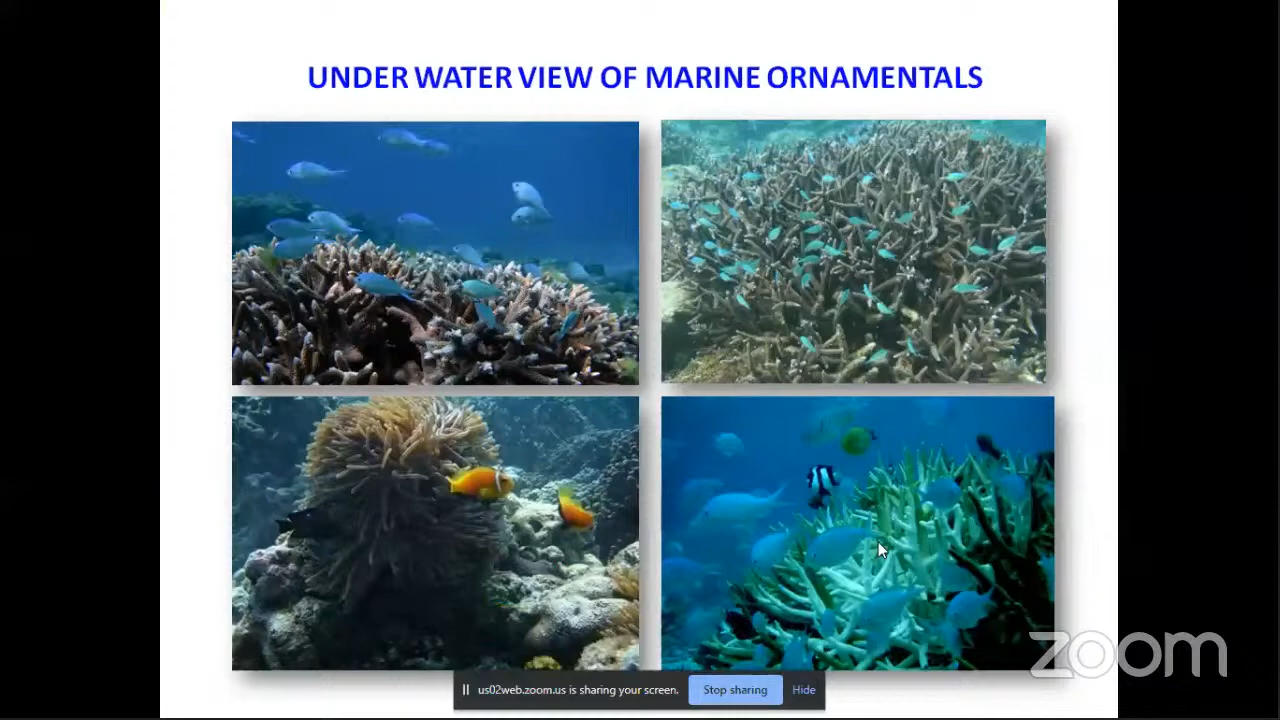 UNDER WATER VIEW OF MARINE ORNAMENTALS
us02web.zoom.us is sharing your screen. Stop sharing Hide
zoom